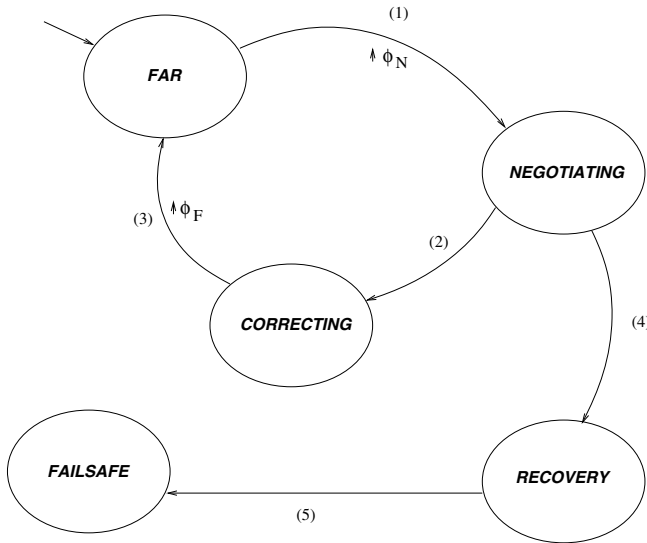 (1)
↑ ϕN
FAR
NEGOTIATING
(3)
↑ ϕF
(2)
CORRECTING
(4)
FAILSAFE
RECOVERY
(5)